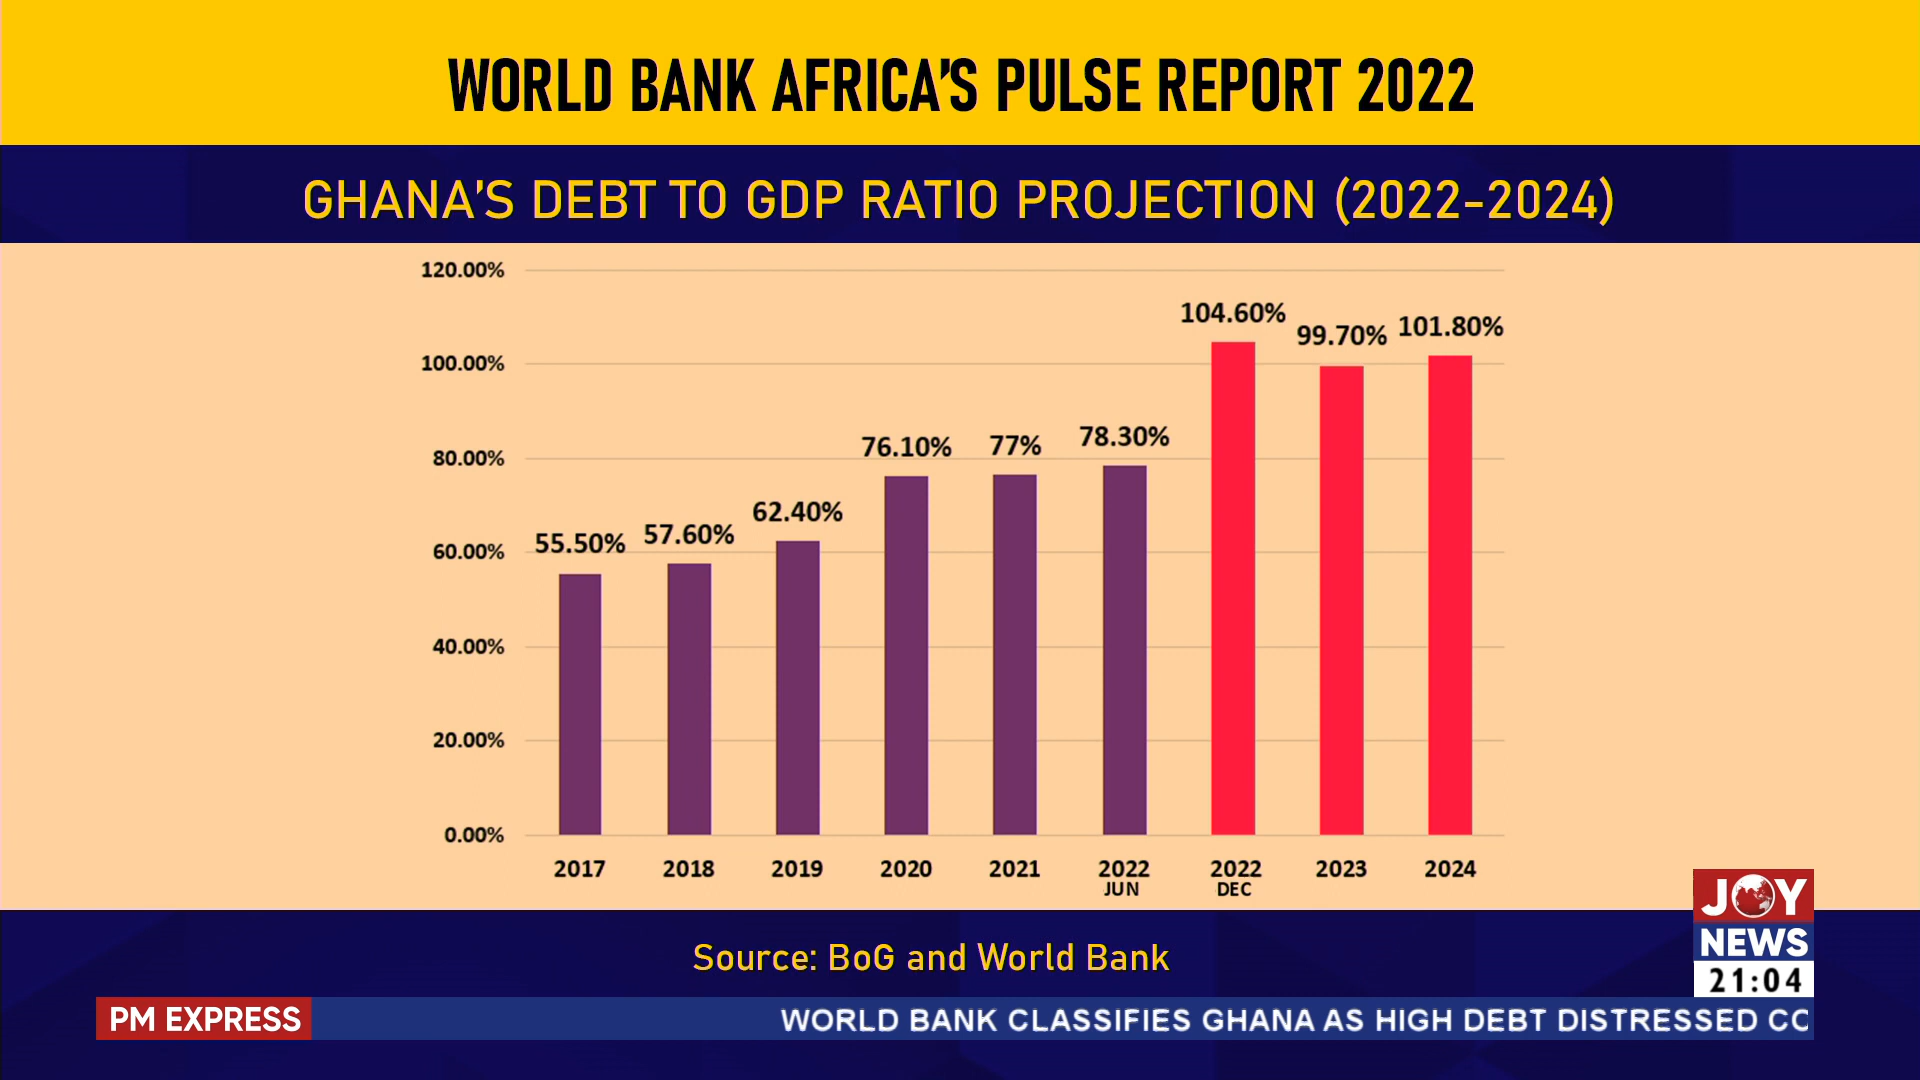 WORLD BANK AFRICA'S PULSE REPORT 2022
GHANA'S DEBT TO GDP RATIO PROJECTION (2022-2024)
120.00%
100.00%
80.00%
60.00%
40.00%
20.00%
0.00%
55.50%
57.60%
62.40%
76.10%
77%
78.30%
104.60%
99.70%
101.80%
2017 2018 2019 2020 2021 2022 2022 2023 2024
JUN DEC
Source: BoG and World Bank
JOY
NEWS
21:04
PM EXPRESS
WORLD BANK CLASSIFIES GHANA AS HIGH DEBT DISTRESSED